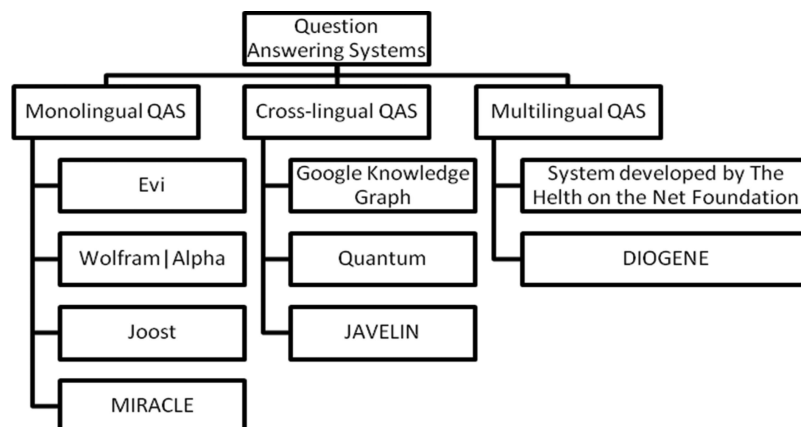 Question
Answering Systems
Monolingual QAS
Cross-lingual QAS
Multilingual QAS
Evi
Google Knowledge
Graph
System developed by The
Helth on the Net Foundation
Wolfram|Alpha
Quantum
DIOGENE
Joost
JAVELIN
MIRACLE